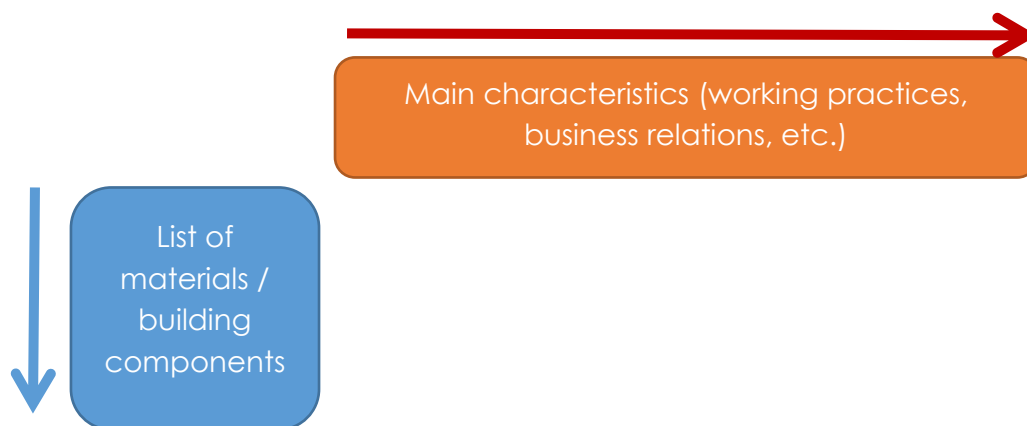 Main characteristics (working practices,
business relations, etc.)
List of
materials /
building
components